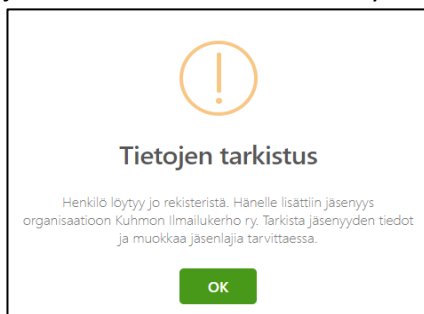 Tietojen tarkistus
Henkilö löytyy jo rekisteristä. Hänelle lisättiin jäsenyys
organisaatioon Kuhmon Ilmailukerho ry. Tarkista jäsenyyden tiedot
ja muokkaa jäsenlajia tarvittaessa.
OK